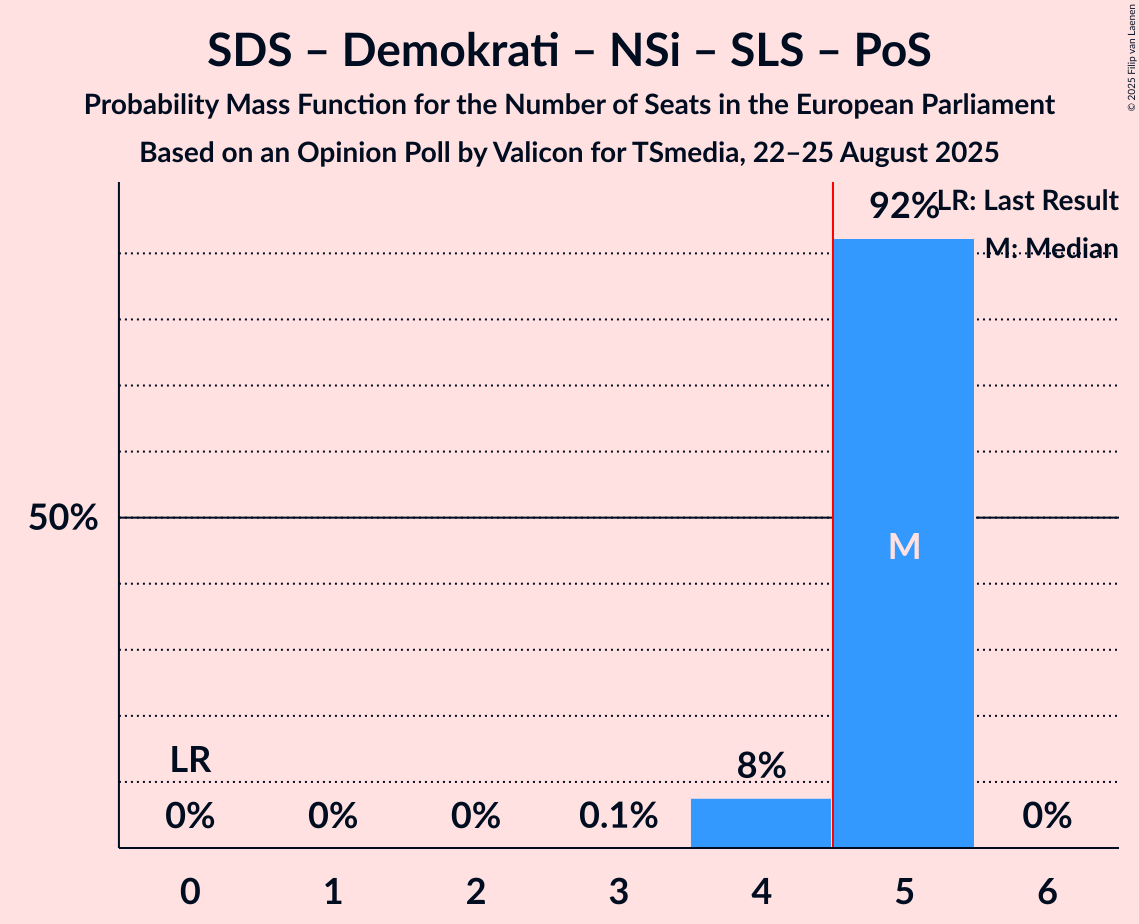 SDS – Demokrati – NSi – SLS – PoS
Probability Mass Function for the Number of Seats in the European Parliament
Based on an Opinion Poll by Valicon for TSmedia, 22–25 August 2025
© 2025 Filip van Laenen
92%
LR: Last Result
M: Median
50%
M
LR
8%
0%
0%
0%
0.1%
0%
0
1
2
3
4
5
6